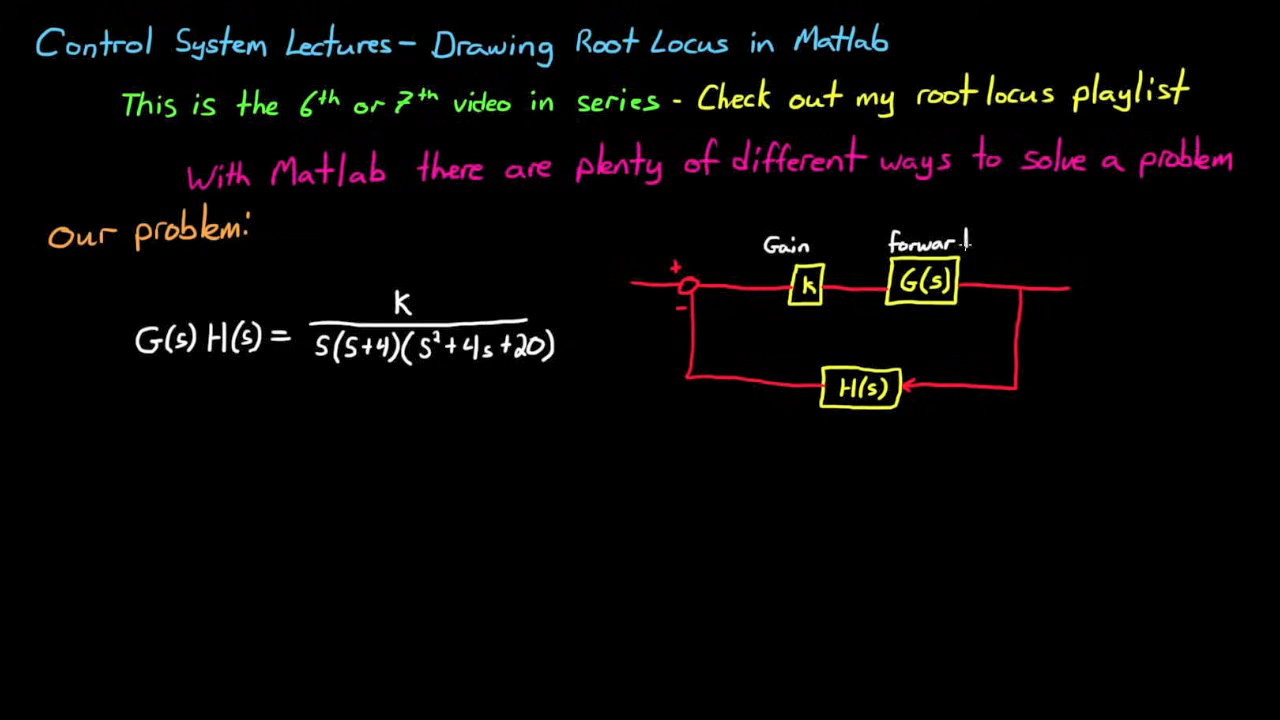 Control System Lectures - Drawing Root Locus in Matlab
This is the 6th or 7th video in series - Check out my root locus playlist
With Matlab there are plenty of different ways to solve a problem
Our problem:
Gain forwar
+ K G(s)
-
K
G(s) H(s) = 
S(S+4)(S²+4s+20)
H(s)